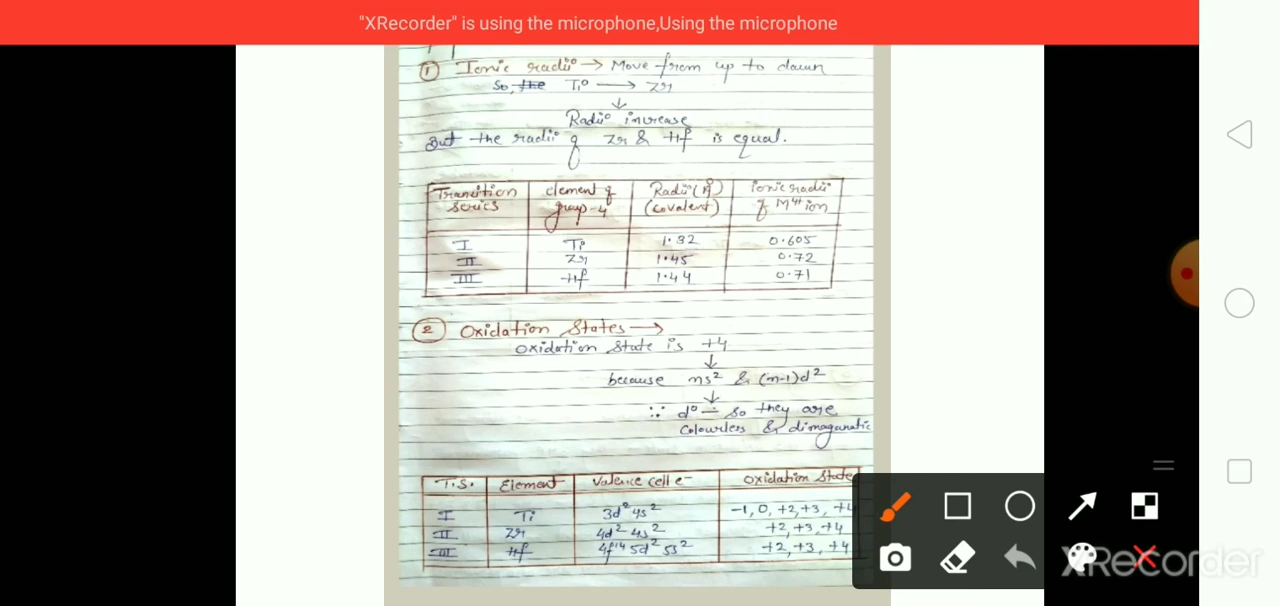 "XRecorder" is using the microphone,Using the microphone
① Ionic radii → Move from up to down
So, the Ti → Zr
↓
Radii increase
But the radii of Zr & Hf is equal.
Transition series | element of group-4 | Radii (Å) (covalent) | ionic radii of M4+ ion
I | Ti | 1.32 | 0.605
II | Zr | 1.45 | 0.72
III | Hf | 1.44 | 0.71
② Oxidation States →
Oxidation State is +4
↓
because ns² & (n-1)d²
↓
∵ d° = so they are
Colourless & dimaganatic
T.S. | Element | Valence cell e- | Oxidation State
I | Ti | 3d² 4s² | -1, 0, +2, +3, +4
II | Zr | 4d² 4s² | +2, +3, +4
III | Hf | 4f¹⁴ 5d² 5s² | +2, +3, +4
XRecorder